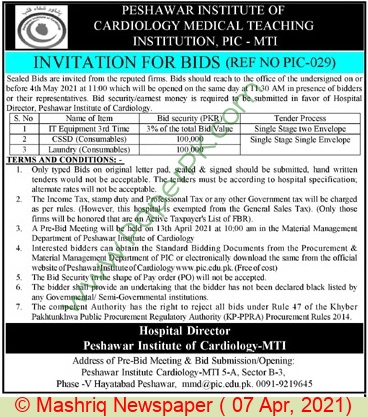 PESHAWAR INSTITUTE OF
CARDIOLOGY MEDICAL TEACHING
INSTITUTION, PIC - MTI
INVITATION FOR BIDS (REF NO PIC-029)
Sealed Bids are invited from the reputed firms. Bids should reach to the office of the undersigned on or
before 4th May 2021 at 11:00 which will be opened on the same day at 11:30 AM in presence of bidders
or their representatives. Bid security/earnest money is required to be submitted in favor of Hospital
Director, Peshawar Institute of Cardiology.
S. No Name of Item Bid security (PKR) Tender Process
1 IT Equipment 3rd Time 3% of the total Bid Value Single Stage two Envelope
2 CSSD (Consumables) 100,000 Single Stage Single Envelope
3 Laundry (Consumables) 100,000
TERMS AND CONDITIONS: -
1. Only typed Bids on original letter pad, sealed & signed should be submitted, hand written
tenders would not be acceptable. The tenders must be according to hospital specification;
alternate rates will not be acceptable.
2. The Income Tax, stamp duty and Professional Tax or any other Government tax will be charged
as per rules. (However, this hospital is exempted from the General Sales Tax). (Only those
firms will be honored that are on Active Taxpayer's List of FBR).
3. A Pre-Bid Meeting will be held on 13th April 2021 at 10:00 am in the Material Management
Department of Peshawar Institute of Cardiology
4. Interested bidders can obtain the Standard Bidding Documents from the Procurement &
Material Management Department of PIC or electronically download the same from the official
website of Peshawar Institute of Cardiology www.pic.edu.pk. (Free of cost)
5. The Bid Security in the shape of Pay order (PO) will not be accepted.
6. The bidder shall provide an undertaking that the bidder has not been declared black listed by
any Governmental/ Semi-Governmental institutions.
7. The competent Authority has the right to reject all bids under Rule 47 of the Khyber
Pakhtunkhwa Public Procurement Regulatory Authority (KP-PPRA) Procurement Rules 2014.
Hospital Director
Peshawar Institute of Cardiology-MTI
Address of Pre-Bid Meeting & Bid Submission/Opening:
Peshawar Institute Cardiology-MTI 5-A, Sector B-3,
Phase -V Hayatabad Peshawar, mmd@pic.edu.pk. 0091-9219645
© Mashriq Newspaper ( 07 Apr, 2021)